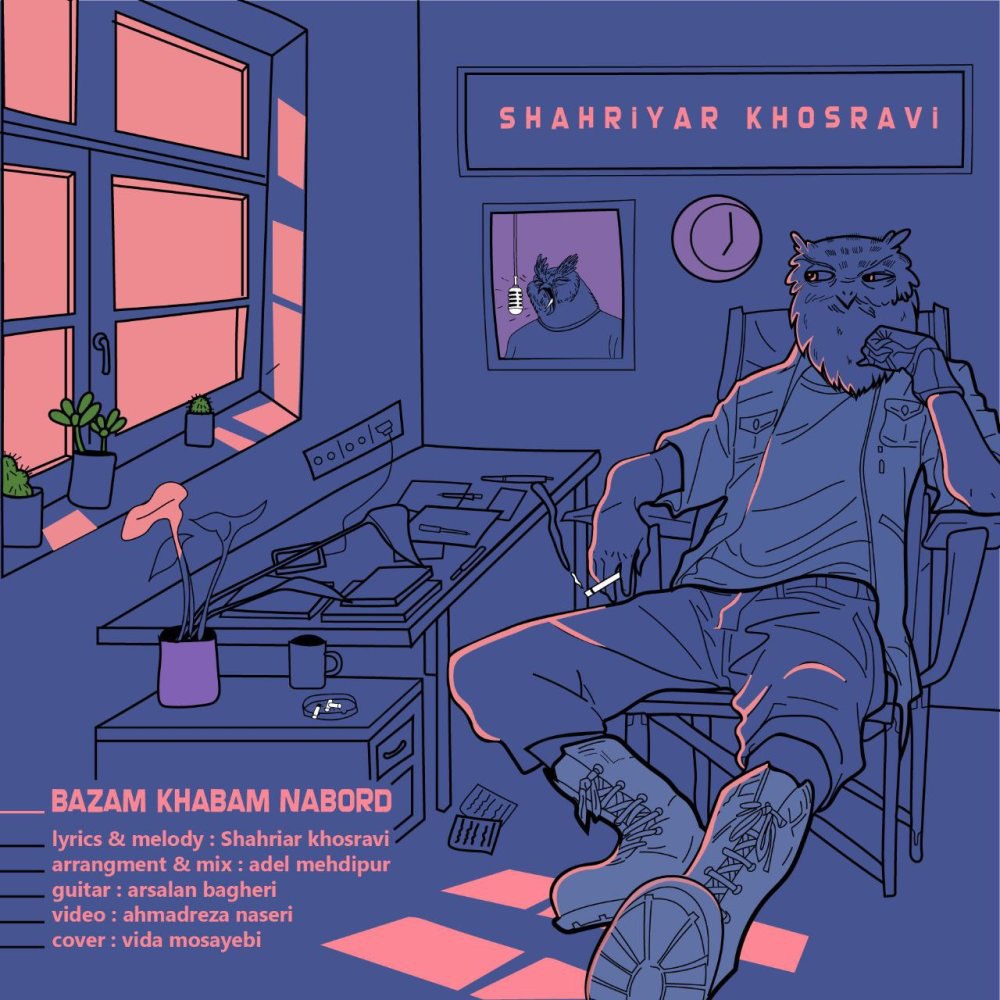 SHAHRiYAR KHOSRAVi
BAZAM KHABAM NABORD
lyrics & melody : Shahriar khosravi
arrangment & mix : adel mehdipur
guitar : arsalan bagheri
video : ahmadreza naseri
cover : vida mosayebi